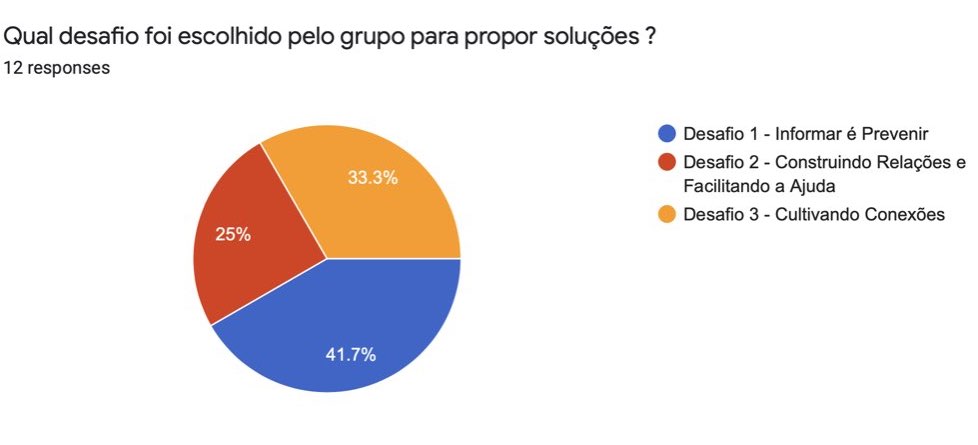 Qual desafio foi escolhido pelo grupo para propor soluções ?
12 responses
33.3%
25%
41.7%
Desafio 1 - Informar é Prevenir
Desafio 2 - Construindo Relações e
Facilitando a Ajuda
Desafio 3 - Cultivando Conexões